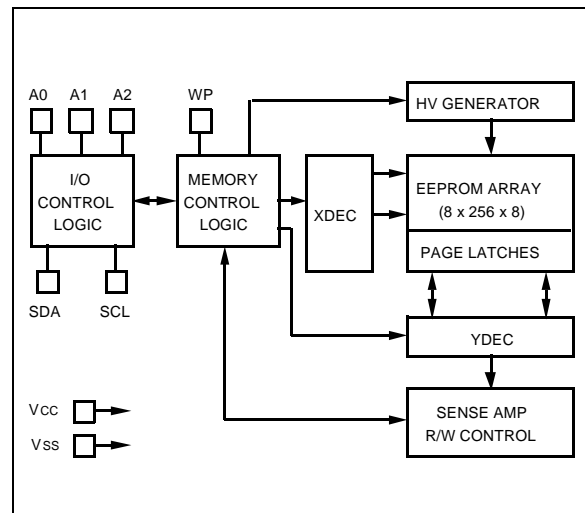 A0 A1 A2 WP
HV GENERATOR
I/O
CONTROL
LOGIC
MEMORY
CONTROL
LOGIC
XDEC
EEPROM ARRAY
(8 x 256 x 8)
PAGE LATCHES
SDA SCL
YDEC
VCC
VSS
SENSE AMP
R/W CONTROL